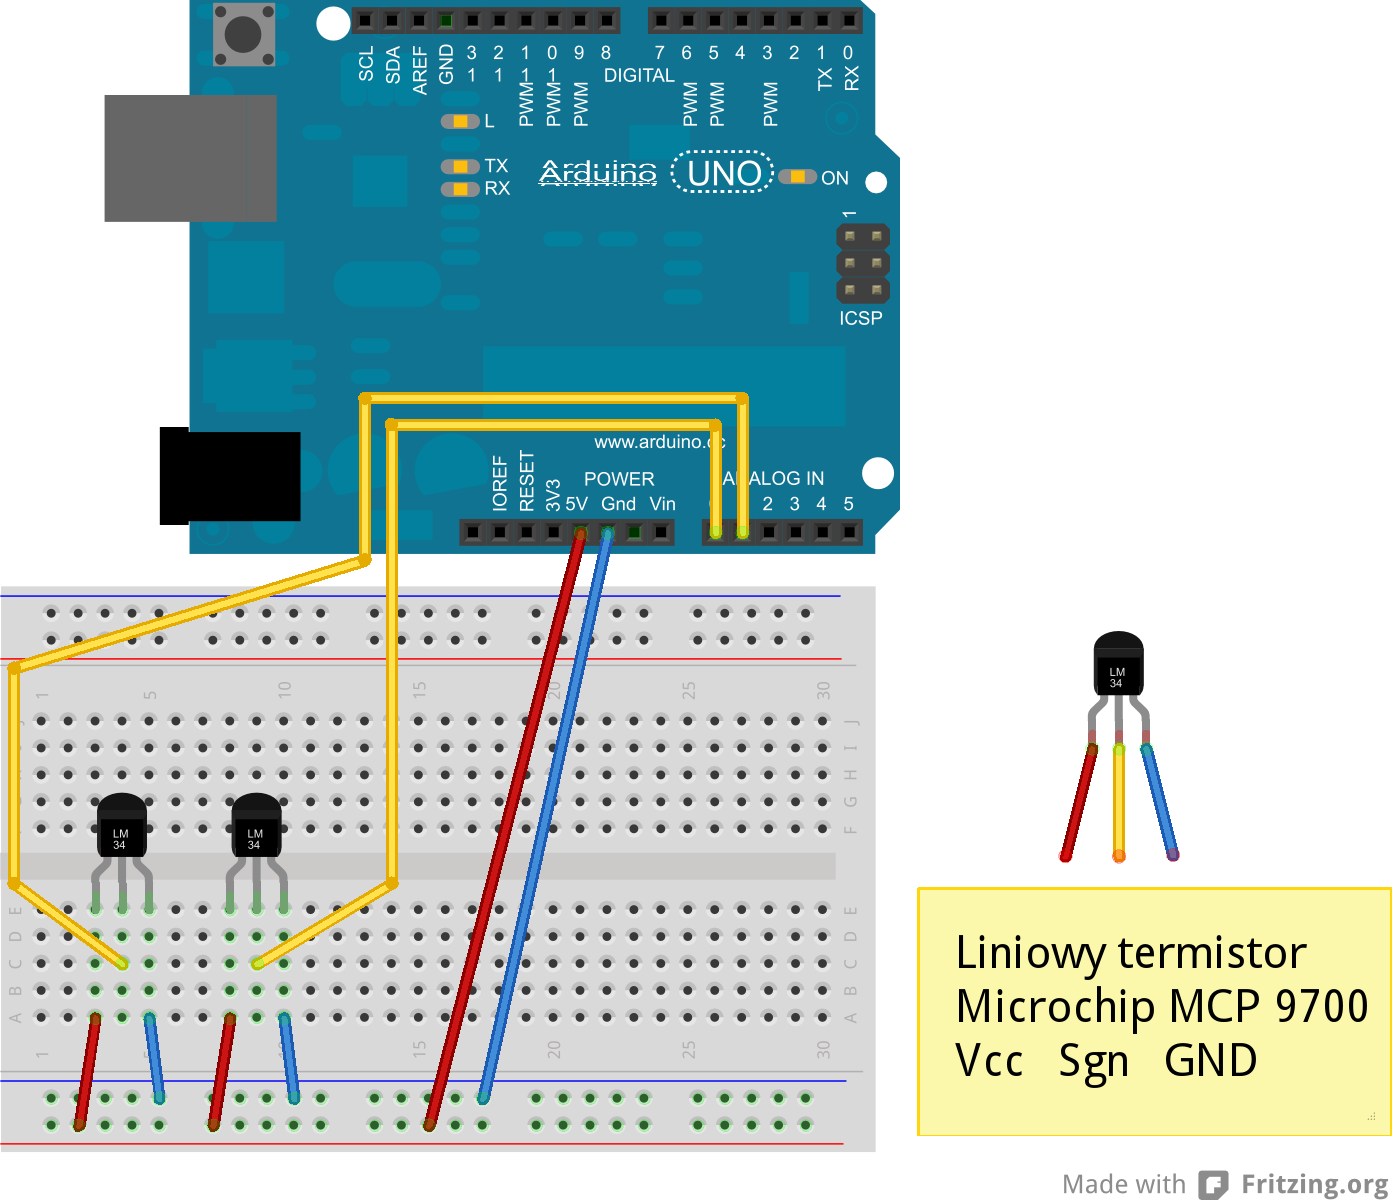 SCL SDA AREF GND 13 12 PWM 11 PWM 10 PWM 9 8
DIGITAL
7 PWM 6 PWM 5 4 PWM 3 2 TX 1 RX 0
L
TX
RX
Arduino UNO
ON
1
ICSP
www.arduino.cc
POWER
ANALOG IN
IOREF RESET 3V3 5V Gnd Vin
2 3 4 5
1 5 10 15 20 25 30
J
I
H
G
F
LM
34
LM
34
LM
34
E E
D D
C C
B B
A A
1 5 15 20 25 30
Liniowy termistor
Microchip MCP 9700
Vcc Sgn GND
Made with Fritzing.org